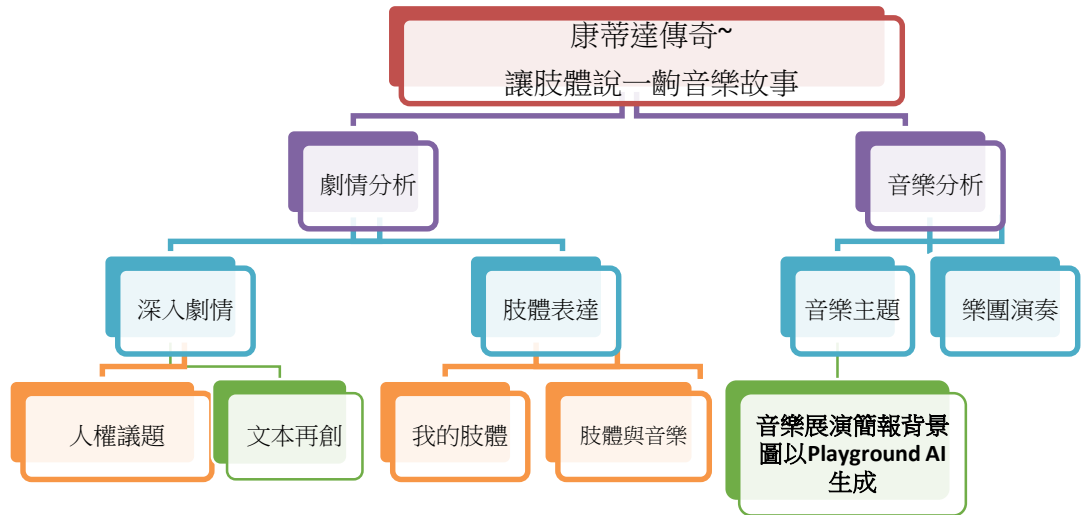 康蒂達傳奇~
讓肢體說一齣音樂故事
劇情分析
音樂分析
深入劇情
肢體表達
音樂主題
樂團演奏
人權議題
文本再創
我的肢體
肢體與音樂
音樂展演簡報背景
圖以Playground AI
生成